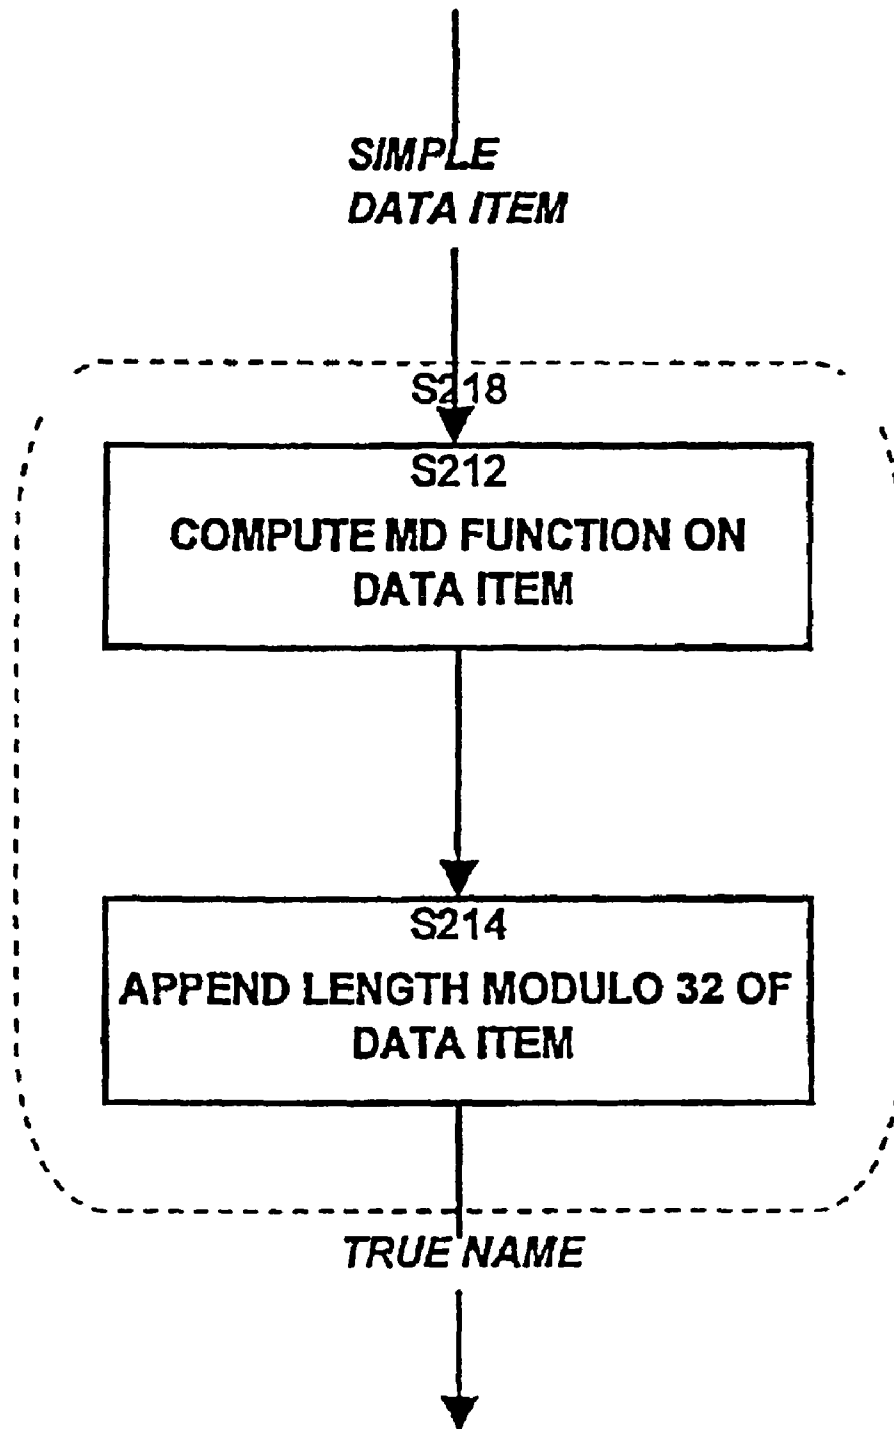 SIMPLE
DATA ITEM
S218
S212
COMPUTE MD FUNCTION ON
DATA ITEM
S214
APPEND LENGTH MODULO 32 OF
DATA ITEM
TRUE NAME